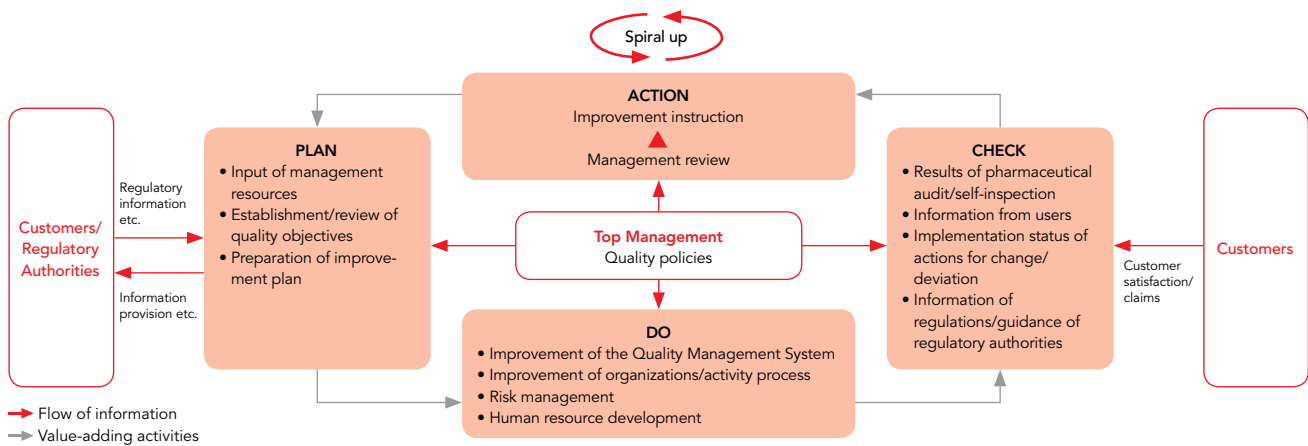 Spiral up
ACTION
Improvement instruction
Management review
Customers/
Regulatory
Authorities
Regulatory
information
etc.
Information
provision etc.
PLAN
• Input of management
resources
• Establishment/review of
quality objectives
• Preparation of improve-
ment plan
Top Management
Quality policies
CHECK
• Results of pharmaceutical
audit/self-inspection
• Information from users
• Implementation status of
actions for change/
deviation
• Information of
regulations/guidance of
regulatory authorities
Customer
satisfaction/
claims
Customers
DO
• Improvement of the Quality Management System
• Improvement of organizations/activity process
• Risk management
• Human resource development
Flow of information
Value-adding activities